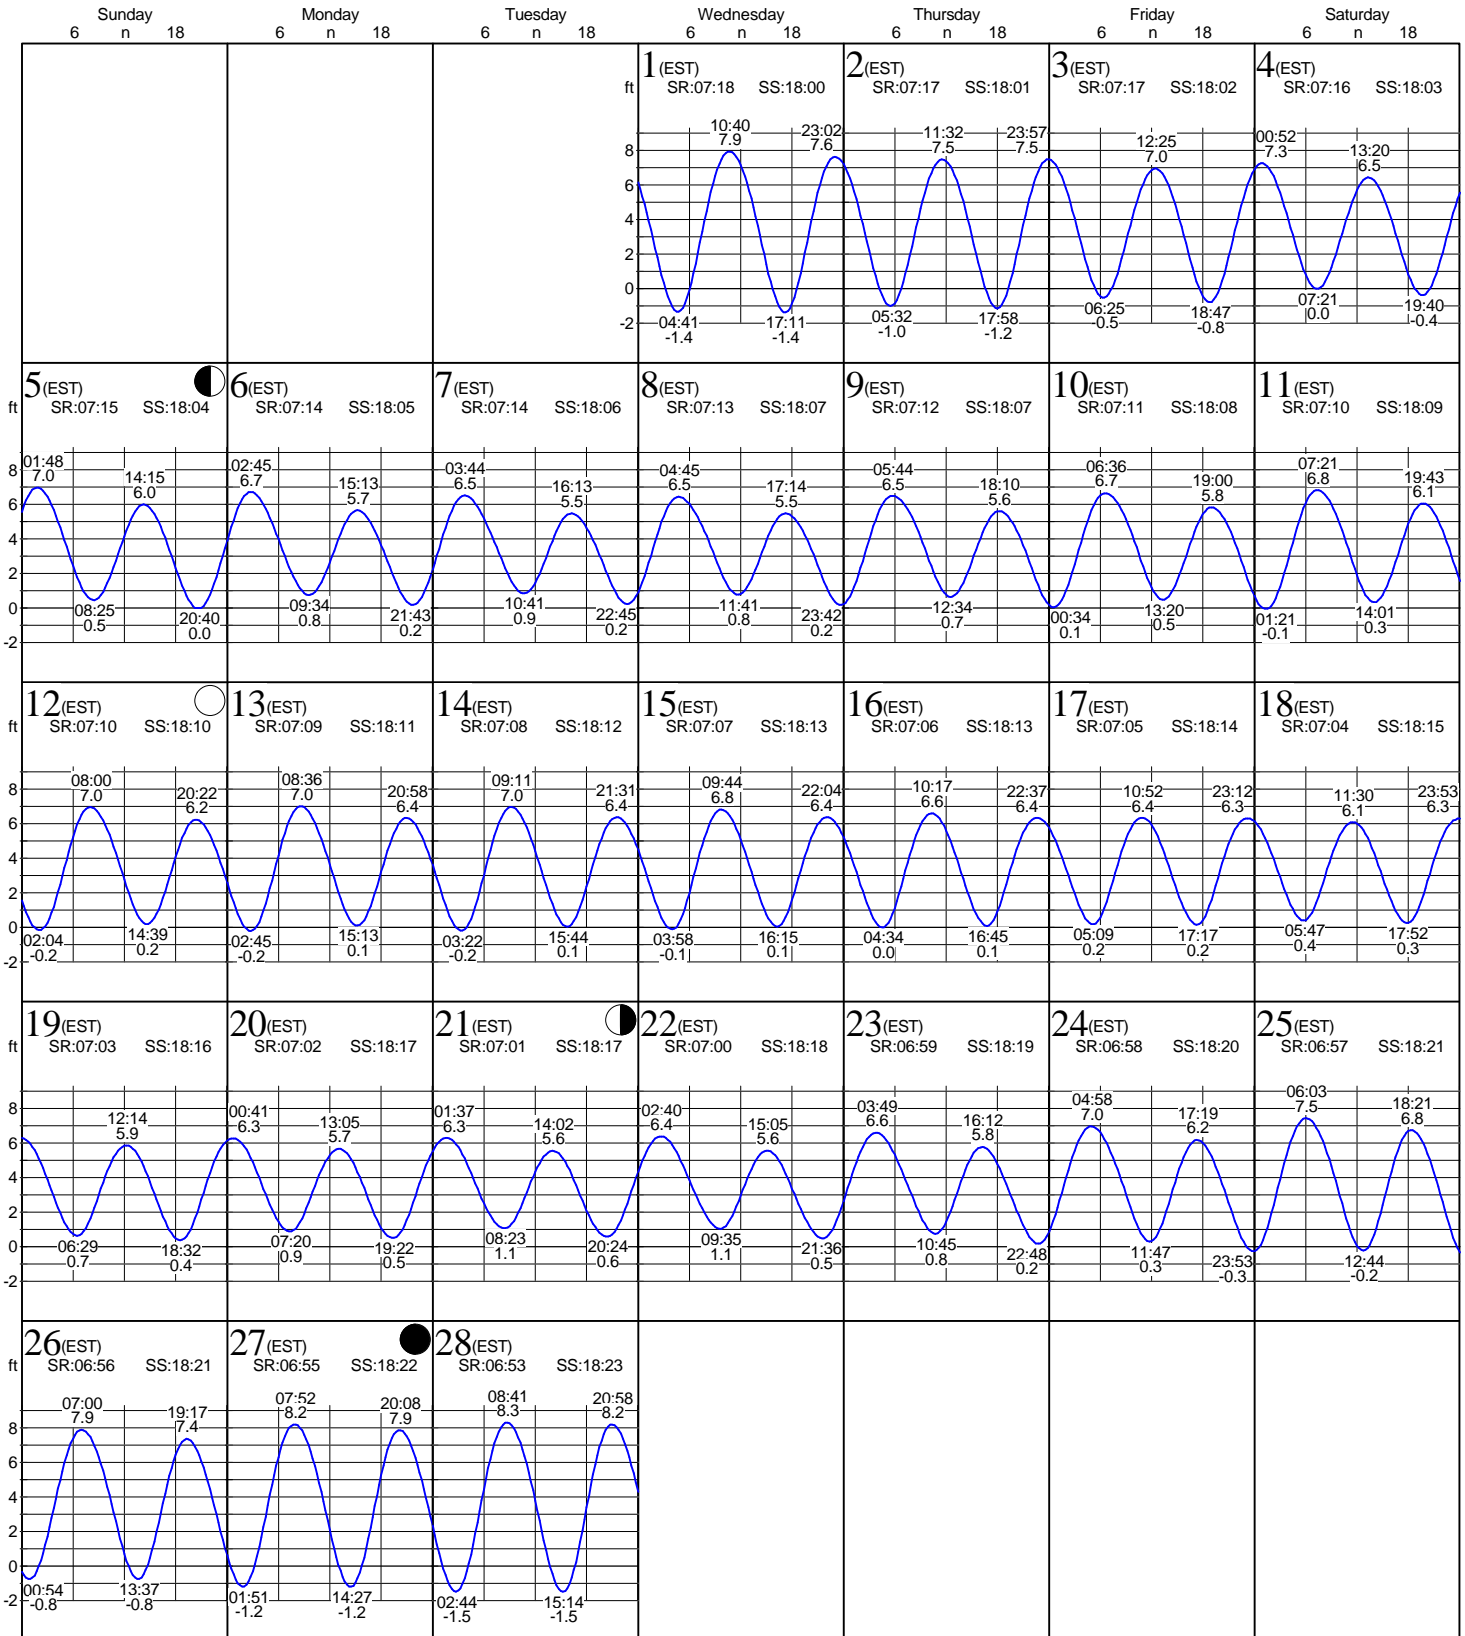 Sunday Monday Tuesday Wednesday Thursday Friday Saturday
6 n 18 6 n 18 6 n 18 6 n 18 6 n 18 6 n 18 6 n 18
1(EST) 2(EST) 3(EST) 4(EST)
ft SR:07:18 SS:18:00 SR:07:17 SS:18:01 SR:07:17 SS:18:02 SR:07:16 SS:18:03
10:40 23:02 11:32 23:57 12:25 00:52 13:20
7.9 7.6 7.5 7.5 7.0 7.3 6.5
8
6
4
2
0
-2
04:41 17:11 05:32 17:58 06:25 18:47 07:21 19:40
-1.4 -1.4 -1.0 -1.2 -0.5 -0.8 0.0 -0.4
5(EST) 6(EST) 7(EST) 8(EST) 9(EST) 10(EST) 11(EST)
ft SR:07:15 SS:18:04 SR:07:14 SS:18:05 SR:07:14 SS:18:06 SR:07:13 SS:18:07 SR:07:12 SS:18:07 SR:07:11 SS:18:08 SR:07:10 SS:18:09
01:48 14:15 02:45 15:13 03:44 16:13 04:45 17:14 05:44 18:10 06:36 19:00 07:21 19:43
7.0 6.0 6.7 5.7 6.5 5.5 6.5 5.5 6.5 5.6 6.7 5.8 6.8 6.1
8
6
4
2
0
-2
08:25 20:40 09:34 21:43 10:41 22:45 11:41 23:42 12:34 00:34 13:20 01:21 14:01
0.5 0.0 0.8 0.2 0.9 0.2 0.8 0.2 0.7 0.1 0.5 -0.1 0.3
12(EST) 13(EST) 14(EST) 15(EST) 16(EST) 17(EST) 18(EST)
ft SR:07:10 SS:18:10 SR:07:09 SS:18:11 SR:07:08 SS:18:12 SR:07:07 SS:18:13 SR:07:06 SS:18:13 SR:07:05 SS:18:14 SR:07:04 SS:18:15
08:00 20:22 08:36 20:58 09:11 21:31 09:44 22:04 10:17 22:37 10:52 23:12 11:30 23:53
7.0 6.2 7.0 6.4 7.0 6.4 6.8 6.4 6.6 6.4 6.4 6.3 6.1 6.3
8
6
4
2
0
-2
02:04 14:39 02:45 15:13 03:22 15:44 03:58 16:15 04:34 16:45 05:09 17:17 05:47 17:52
-0.2 0.2 -0.2 0.1 -0.2 0.1 -0.1 0.1 0.0 0.1 0.2 0.2 0.4 0.3
19(EST) 20(EST) 21(EST) 22(EST) 23(EST) 24(EST) 25(EST)
ft SR:07:03 SS:18:16 SR:07:02 SS:18:17 SR:07:01 SS:18:17 SR:07:00 SS:18:18 SR:06:59 SS:18:19 SR:06:58 SS:18:20 SR:06:57 SS:18:21
12:14 00:41 13:05 01:37 14:02 02:40 15:05 03:49 16:12 04:58 17:19 06:03 18:21
5.9 6.3 5.7 6.3 5.6 6.4 5.6 6.6 5.8 7.0 6.2 7.5 6.8
8
6
4
2
0
-2
06:29 18:32 07:20 19:22 08:23 20:24 09:35 21:36 10:45 22:48 11:47 23:53 12:44
0.7 0.4 0.9 0.5 1.1 0.6 1.1 0.5 0.8 0.2 0.3 -0.3 -0.2
26(EST) 27(EST) 28(EST)
ft SR:06:56 SS:18:21 SR:06:55 SS:18:22 SR:06:53 SS:18:23
07:00 19:17 07:52 20:08 08:41 20:58
7.9 7.4 8.2 7.9 8.3 8.2
8
6
4
2
0
-2
00:54 13:37 01:51 14:27 02:44 15:14
-0.8 -0.8 -1.2 -1.2 -1.5 -1.5